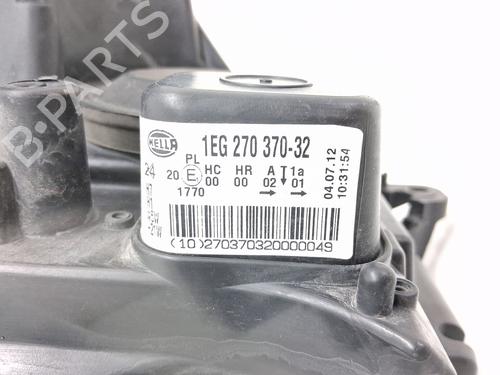 B-PARTS
HELLA
1EG 270 370-32
24 20 E PL HC HR A 1a
1770 00 00 02 01
04.07.12
10:31:54
(10)270370320000049